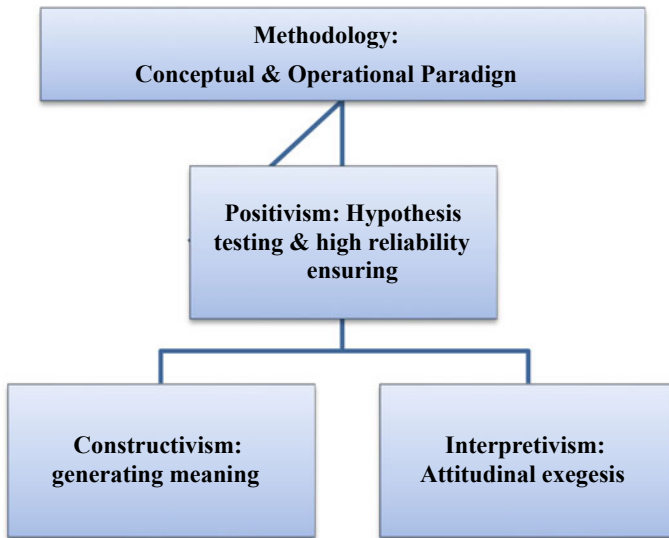 Methodology:
Conceptual & Operational Paradign
Positivism: Hypothesis
testing & high reliability
ensuring
Constructivism:
generating meaning
Interpretivism:
Attitudinal exegesis